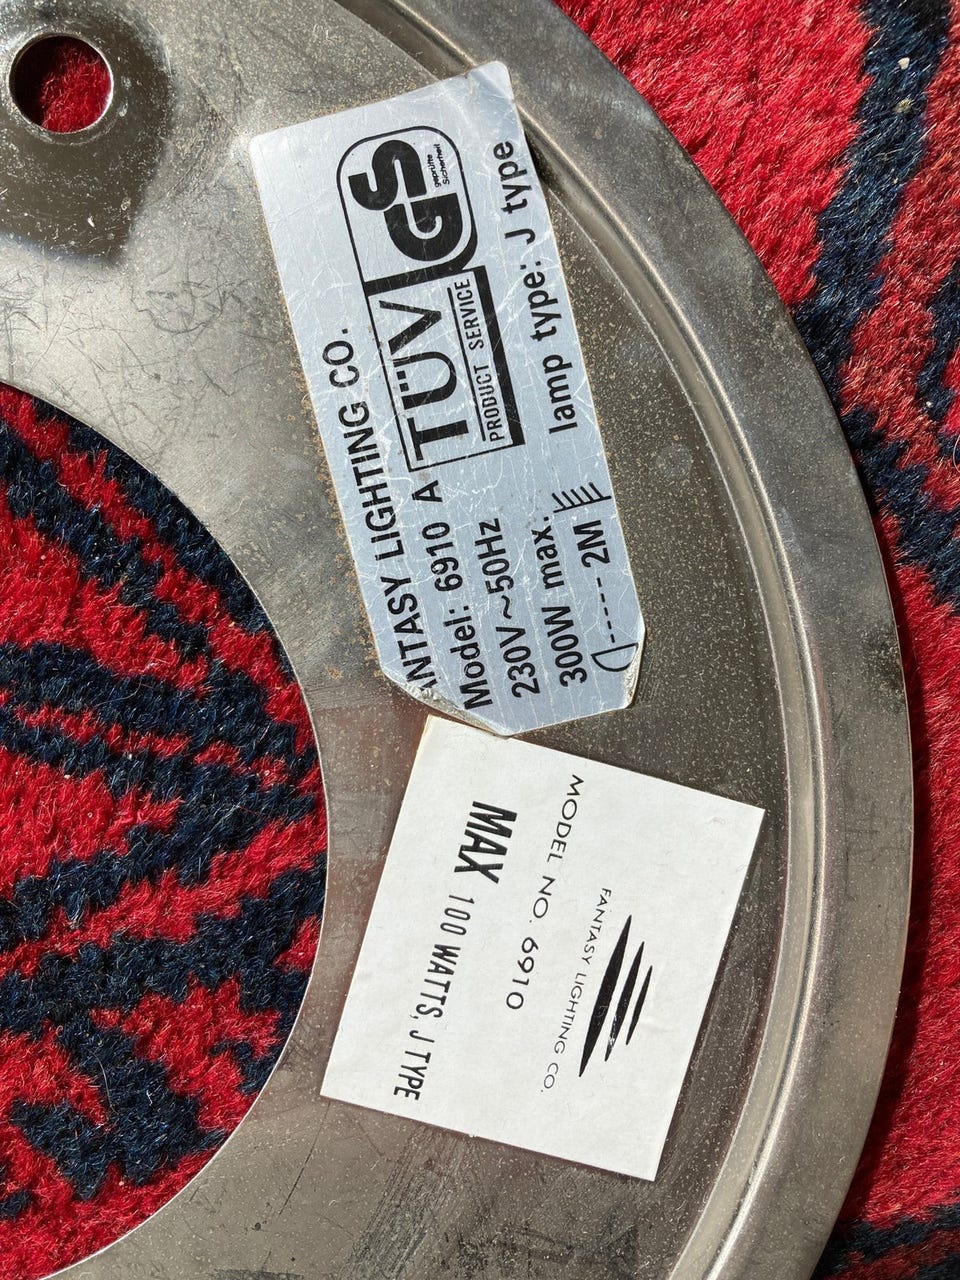 ANTASY LIGHTING CO.
Model: 6910 A
230V ~50Hz
300W max.
2M
TÜV
PRODUCT SERVICE
GS
geprüfte
Sicherheit
lamp type: J type
FANTASY LIGHTING CO.
MODEL NO. 6910
MAX 100 WATTS, J TYPE